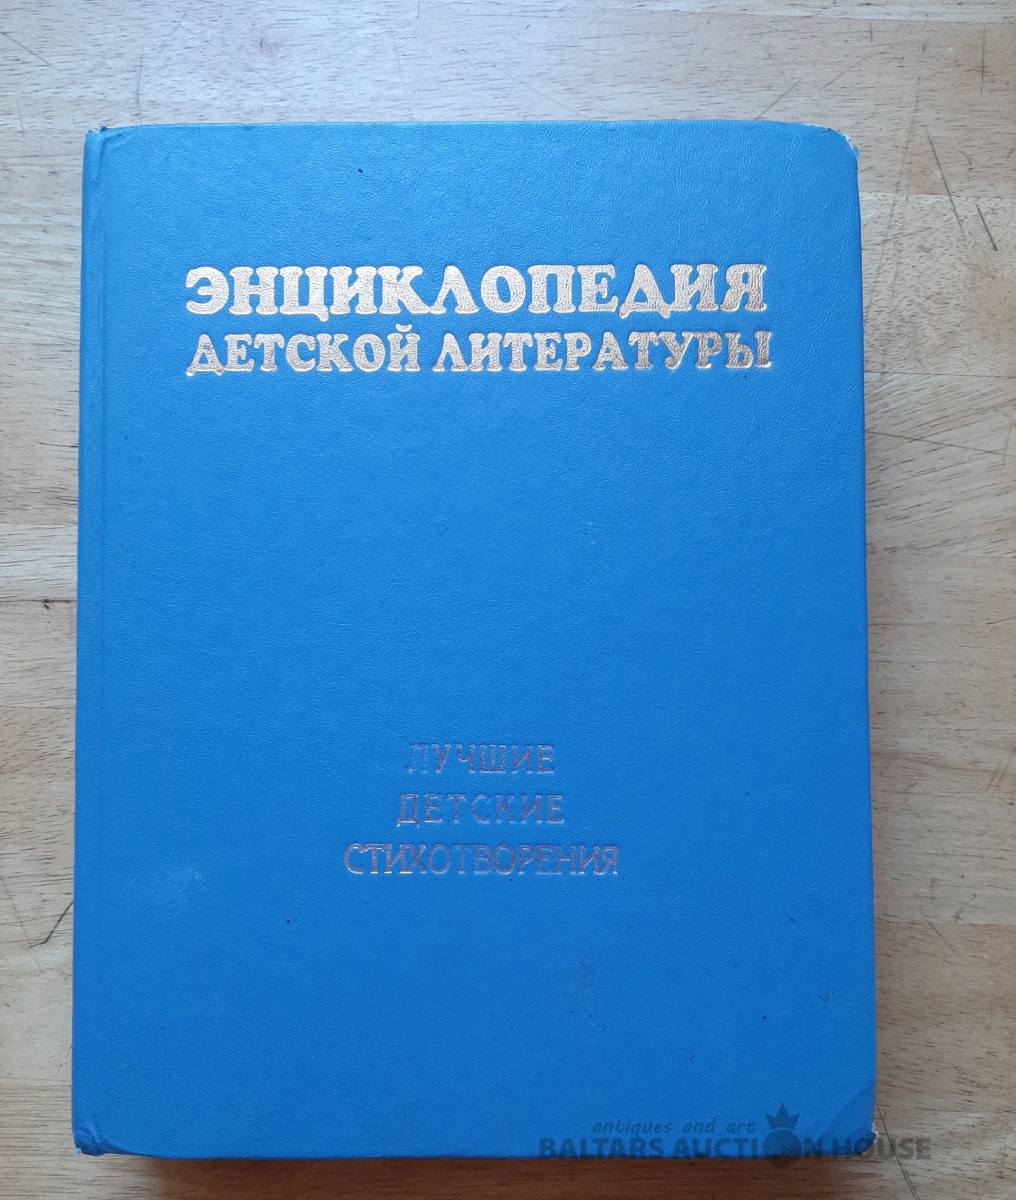 ЭНЦИКЛОПЕДИЯ
ДЕТСКОЙ ЛИТЕРАТУРЫ
ЛУЧШИЕ
ДЕТСКИЕ
СТИХОТВОРЕНИЯ
antiques and art
BALTARS AUCTION HOUSE